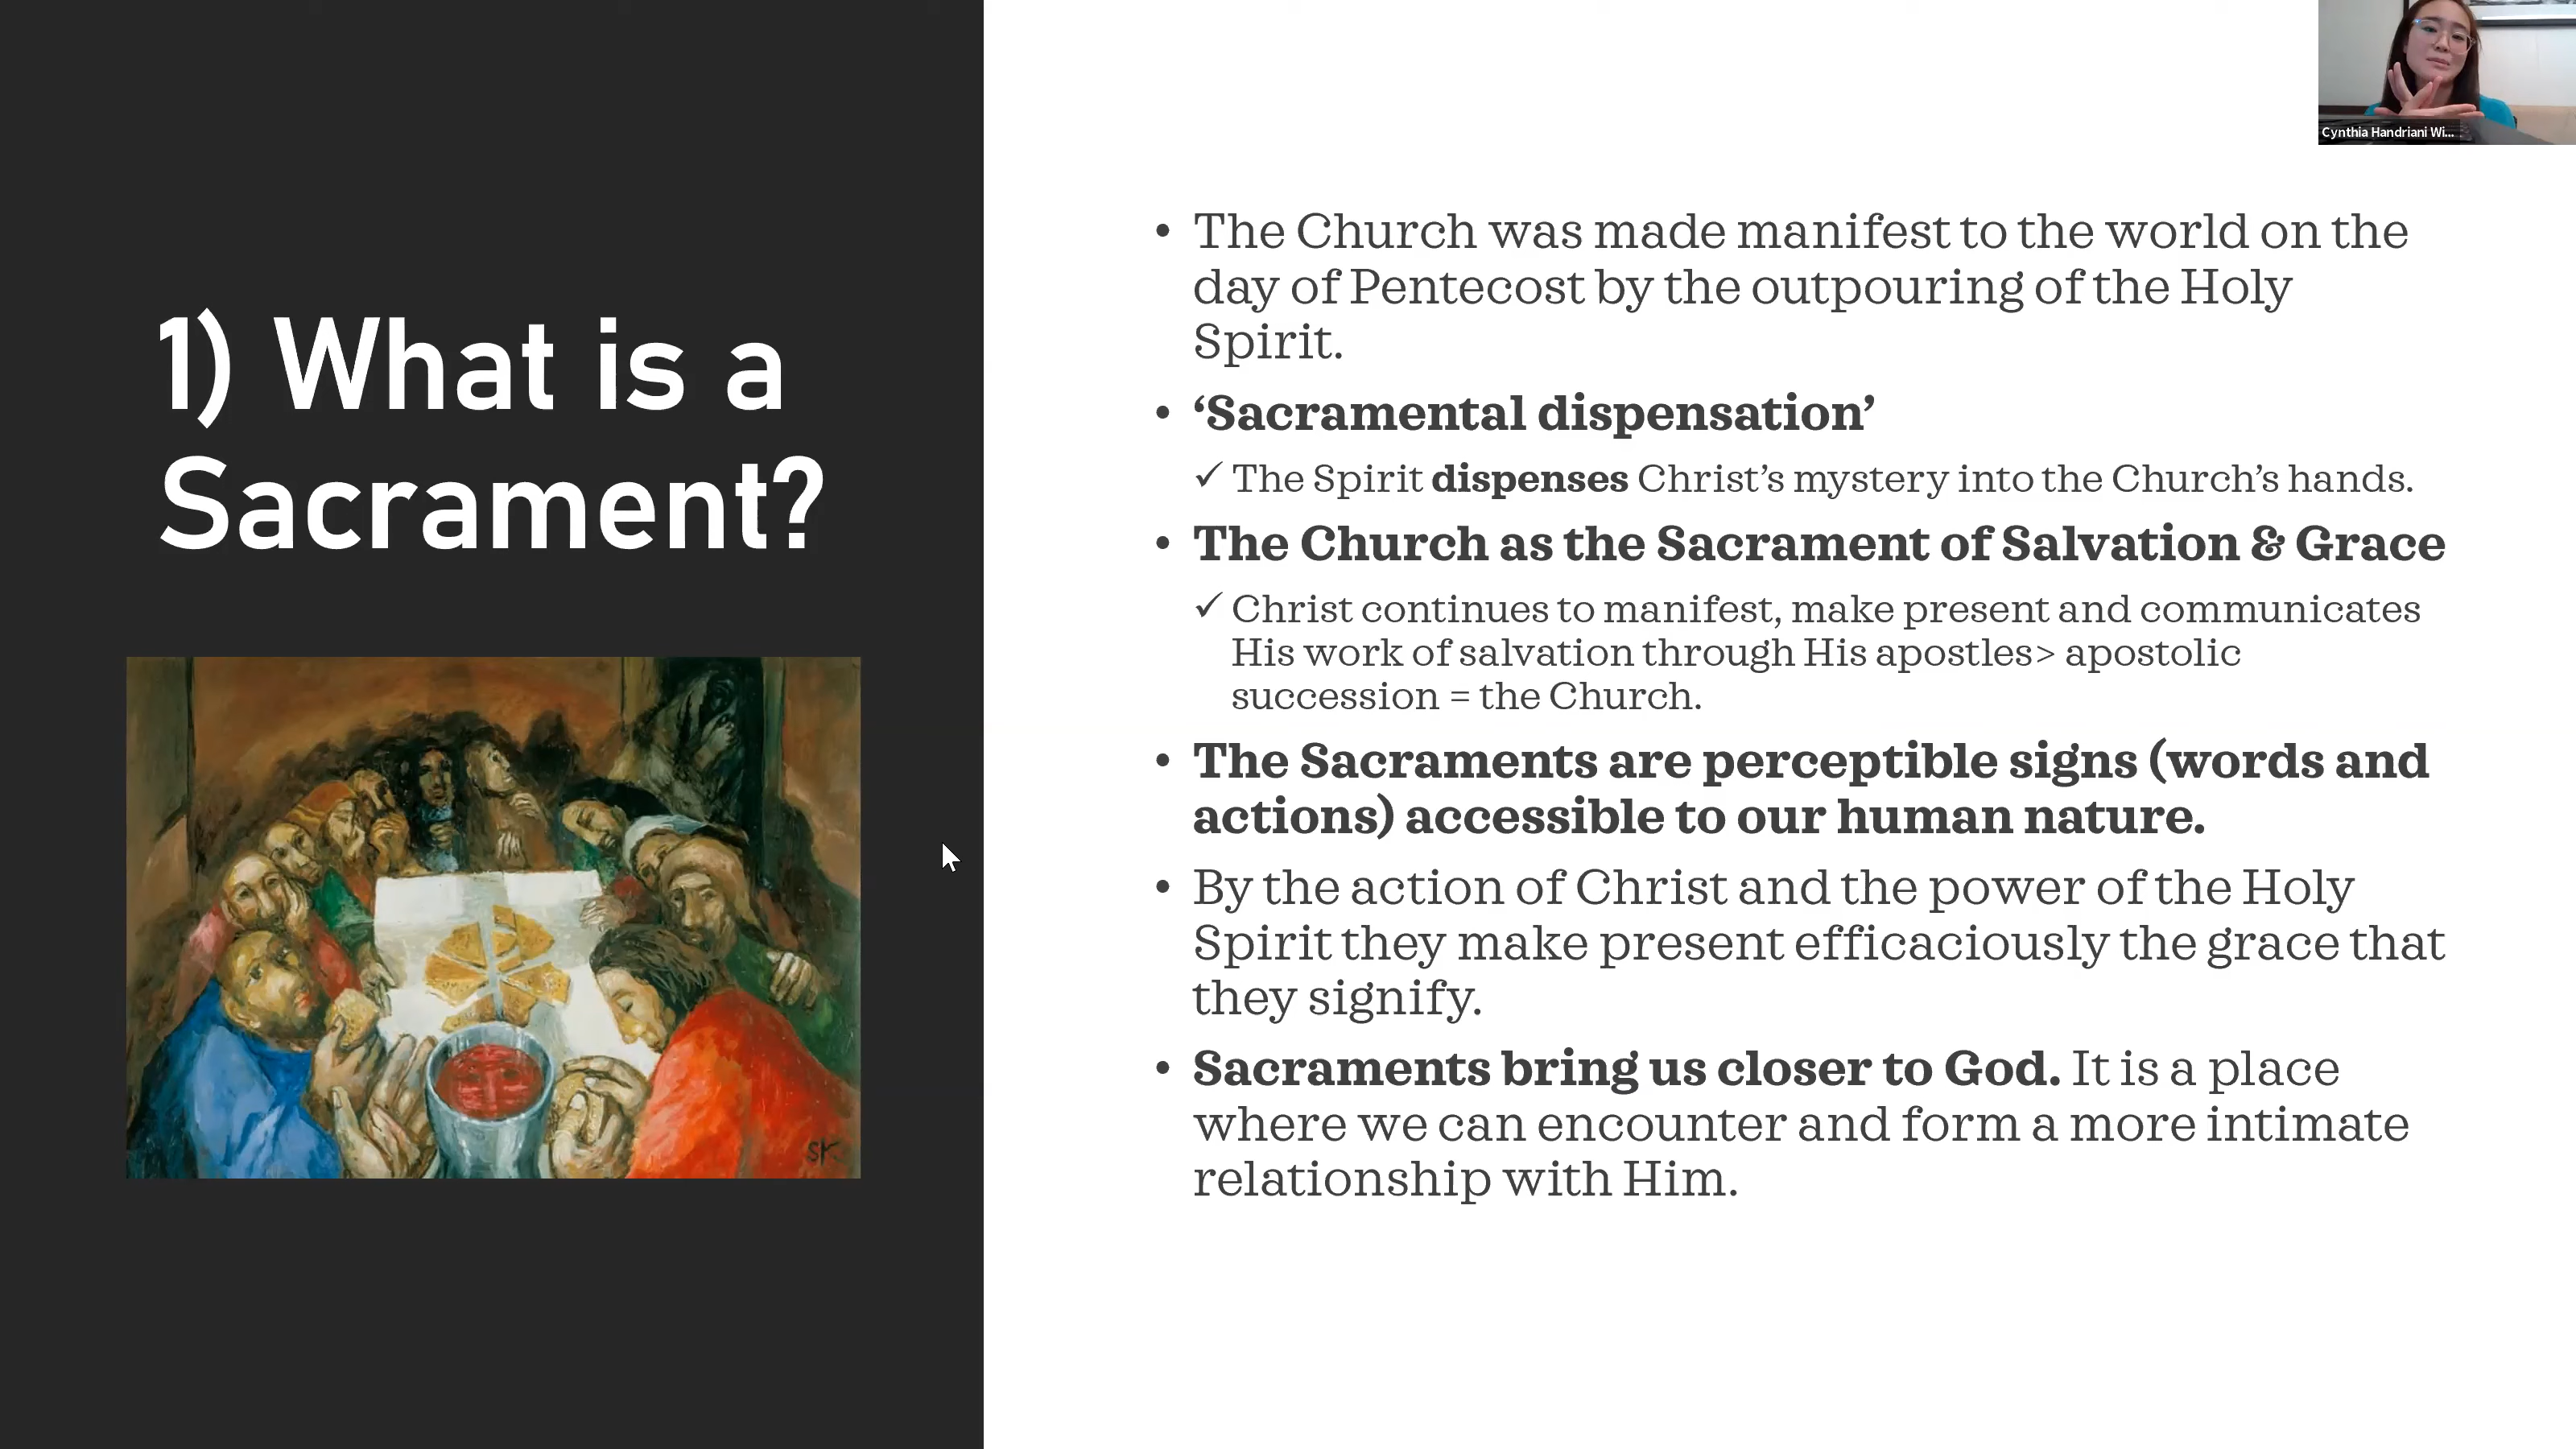 1) What is a
Sacrament?
SK
Cynthia Handriani Wi...
• The Church was made manifest to the world on the
day of Pentecost by the outpouring of the Holy
Spirit.
• ‘Sacramental dispensation’
✓ The Spirit dispenses Christ’s mystery into the Church’s hands.
• The Church as the Sacrament of Salvation & Grace
✓ Christ continues to manifest, make present and communicates
His work of salvation through His apostles> apostolic
succession = the Church.
• The Sacraments are perceptible signs (words and
actions) accessible to our human nature.
• By the action of Christ and the power of the Holy
Spirit they make present efficaciously the grace that
they signify.
• Sacraments bring us closer to God. It is a place
where we can encounter and form a more intimate
relationship with Him.